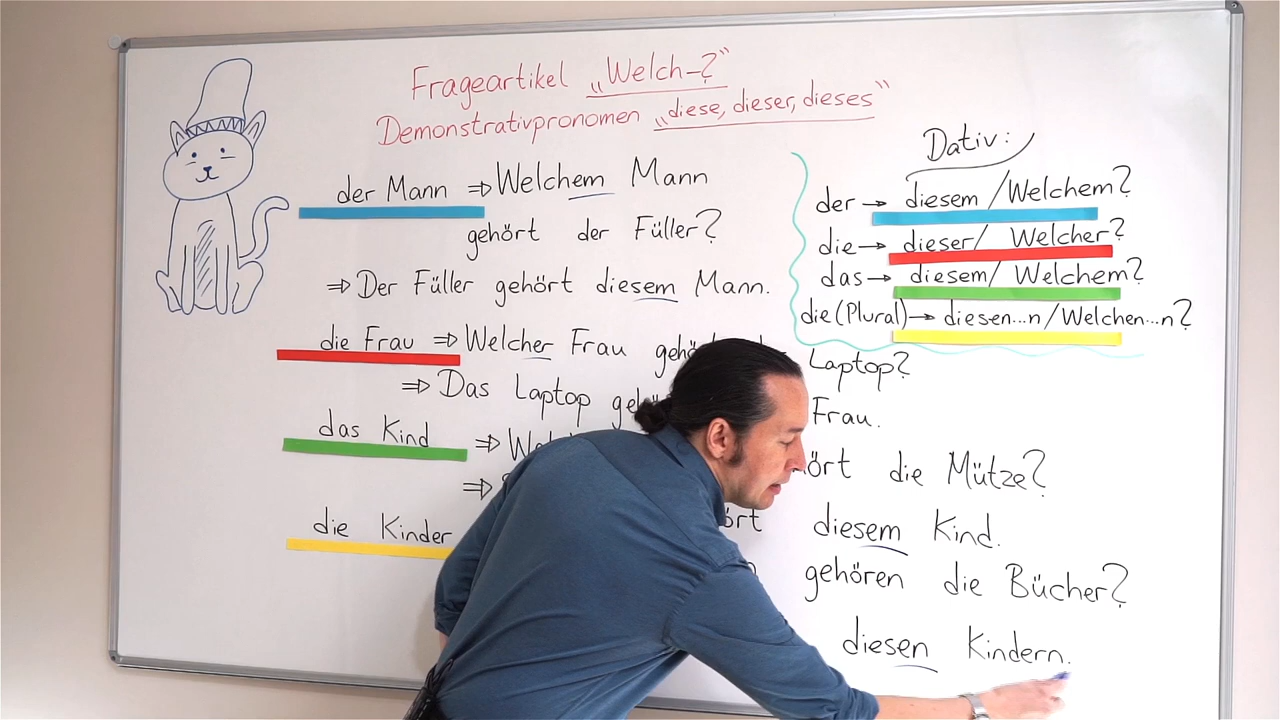 Frageartikel „Welch-?“
Demonstrativpronomen „diese, dieser, dieses“
der Mann ⇒ Welchem Mann
gehört der Füller?
⇒ Der Füller gehört diesem Mann.
die Frau ⇒ Welcher Frau
Laptop?
⇒ Das Laptop
Frau.
das Kind ⇒
die Mütze?
⇒
diesem Kind.
die Kinder
gehören die Bücher?
diesen Kindern.
Dativ:
der → diesem / Welchem?
die → dieser / Welcher?
das → diesem / Welchem?
die (Plural) → diesen...n / Welchen...n?